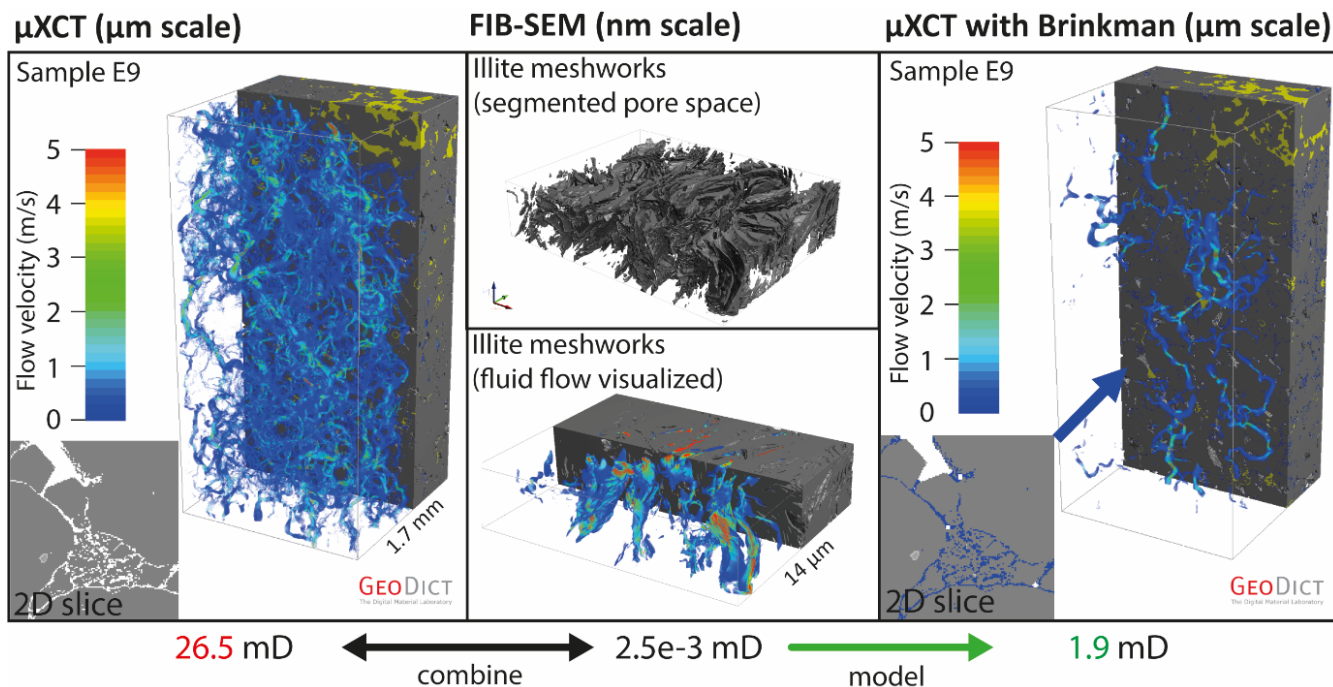 µXCT (µm scale)
FIB-SEM (nm scale)
µXCT with Brinkman (µm scale)
Sample E9
5
4
3
2
1
0
Flow velocity (m/s)
1.7 mm
2D slice
GEODICT
The Digital Material Laboratory
Illite meshworks
(segmented pore space)
Illite meshworks
(fluid flow visualized)
14 µm
Sample E9
5
4
3
2
1
0
Flow velocity (m/s)
2D slice
GEODICT
The Digital Material Laboratory
26.5 mD
combine
2.5e-3 mD
model
1.9 mD